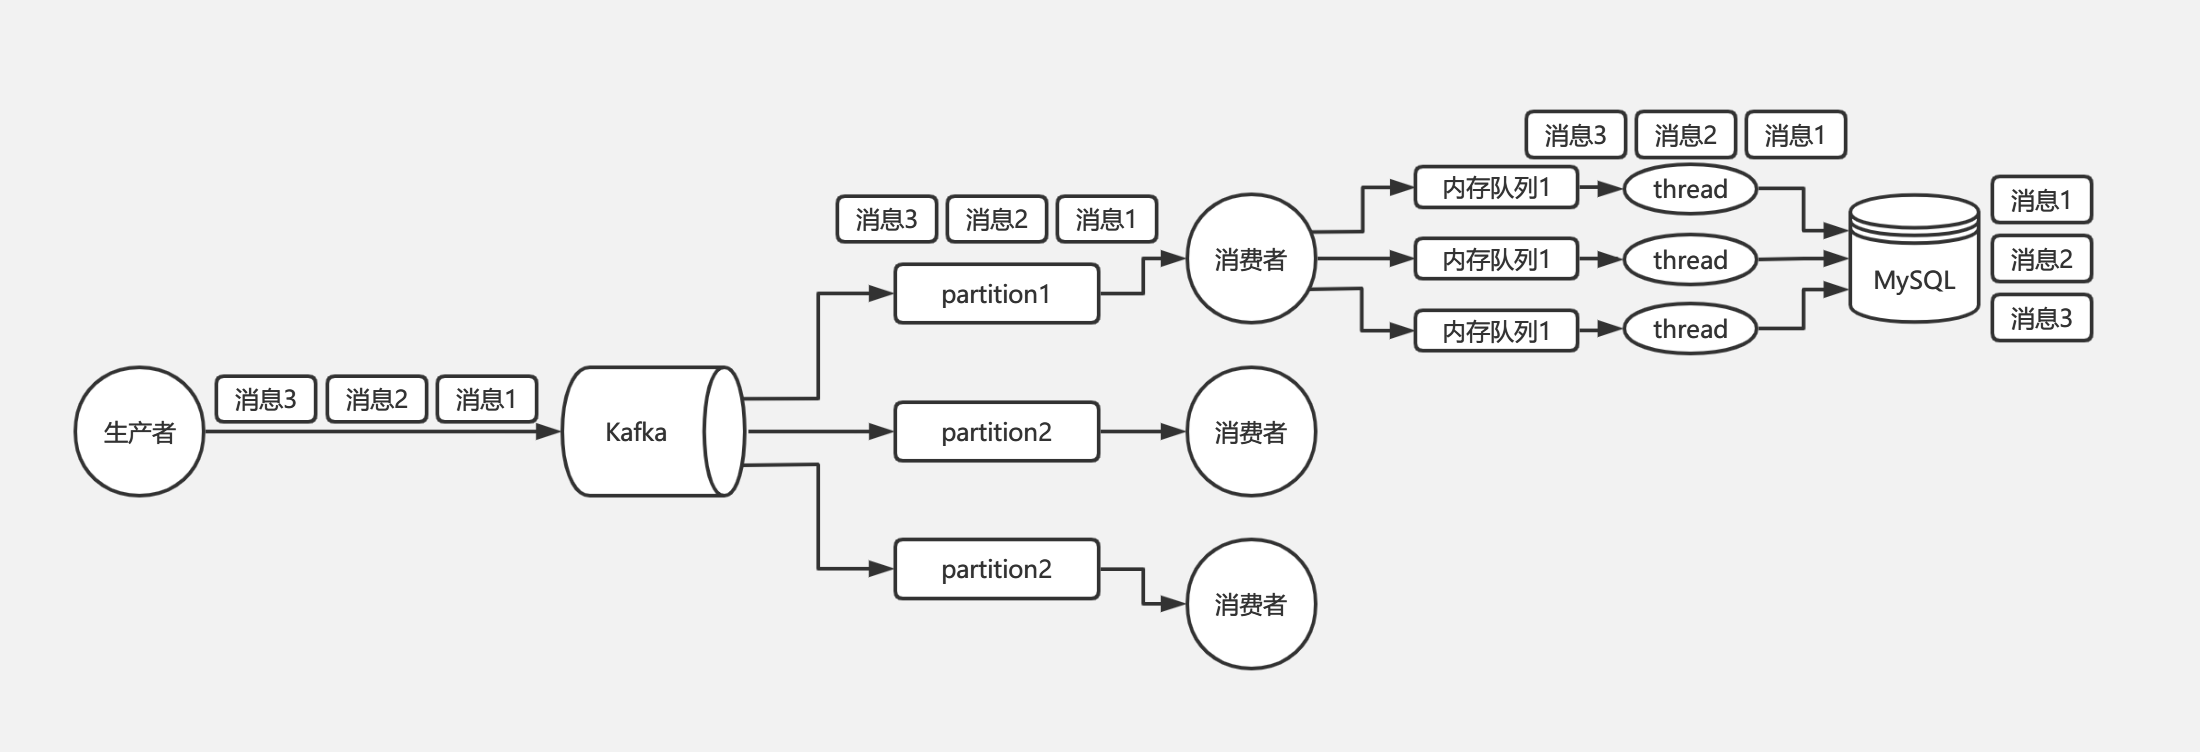 消息3 消息2 消息1
内存队列1 thread
消息1
消息3 消息2 消息1
消费者
内存队列1 thread
消息2
MySQL
partition1
内存队列1 thread
消息3
消息3 消息2 消息1
生产者
Kafka
partition2
消费者
partition2
消费者